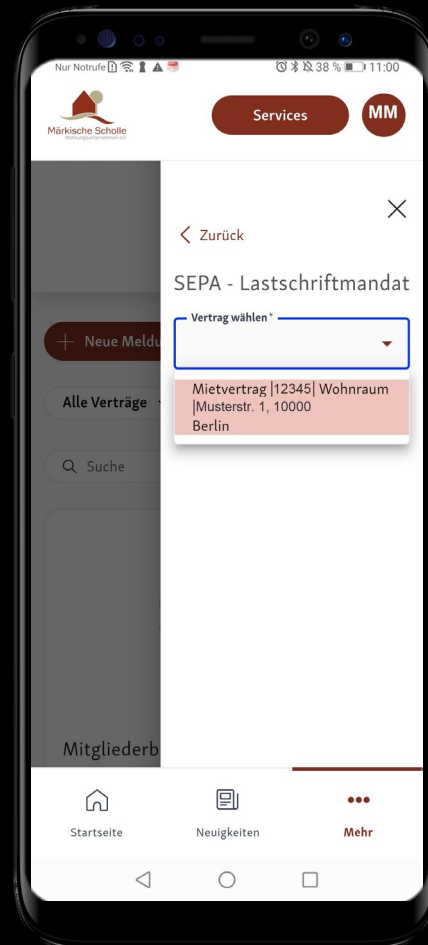 Nur Notrufe
38 %
11:00
Märkische Scholle
Wohnungsunternehmen eG
Services
MM
Zurück
SEPA - Lastschriftmandat
Neue Meldu
Vertrag wählen *
Alle Verträge
Mietvertrag |12345| Wohnraum
|Musterstr. 1, 10000
Berlin
Suche
Mitgliederb
Startseite
Neuigkeiten
Mehr